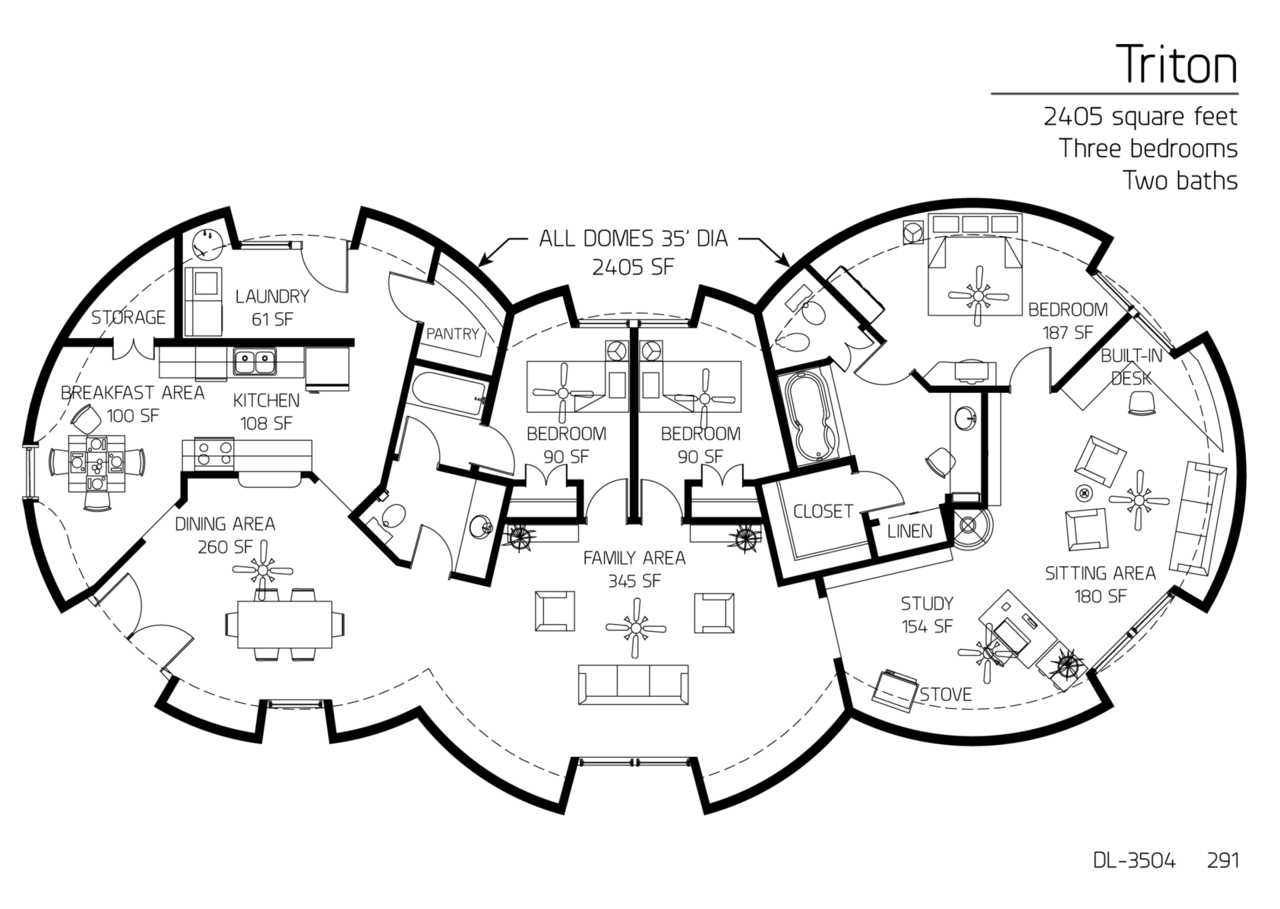 Triton
2405 square feet
Three bedrooms
Two baths
ALL DOMES 35' DIA
2405 SF
LAUNDRY
61 SF
STORAGE
PANTRY
BREAKFAST AREA
100 SF
KITCHEN
108 SF
BEDROOM
90 SF
BEDROOM
90 SF
BEDROOM
187 SF
BUILT-IN
DESK
CLOSET
LINEN
DINING AREA
260 SF
FAMILY AREA
345 SF
SITTING AREA
180 SF
STUDY
154 SF
STOVE
DL-3504 291